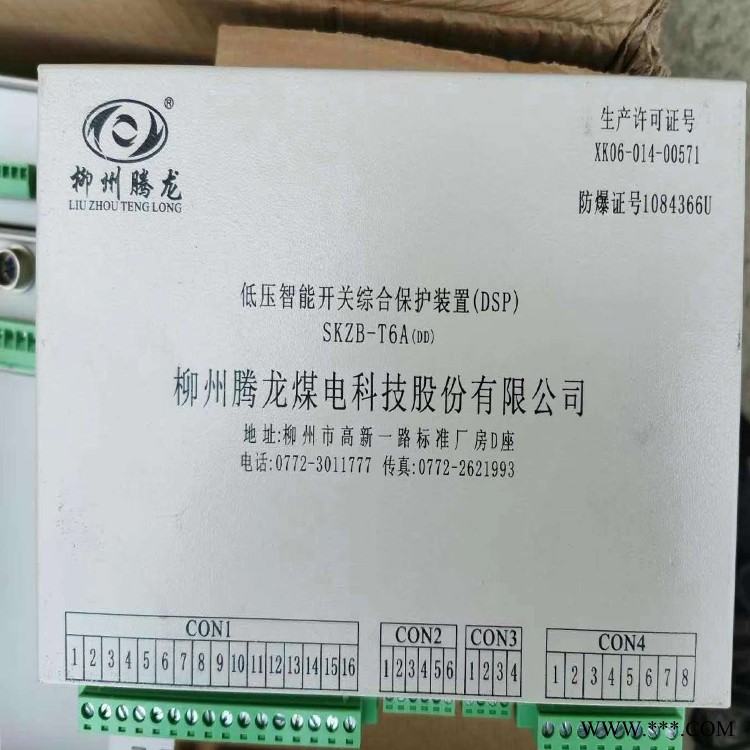 ®
柳州腾龙
LIU ZHOU TENG LONG
生产许可证号
XK06-014-00571
防爆证号1084366U
低压智能开关综合保护装置(DSP)
SKZB-T6A(DD)
柳州腾龙煤电科技股份有限公司
地址:柳州市高新一路标准厂房D座
电话:0772-3011777 传真:0772-2621993
CON1
1 2 3 4 5 6 7 8 9 10 11 12 13 14 15 16
CON2
1 2 3 4 5 6
CON3
1 2 3 4
CON4
1 2 3 4 5 6 7 8
www.***.COM